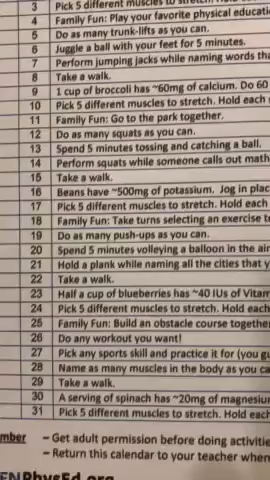 3 Pick 5 different muscles to stretch. Hold
4 Family Fun: Play your favorite physical educati
5 Do as many trunk-lifts as you can.
6 Juggle a ball with your feet for 5 minutes.
7 Perform jumping jacks while naming words tha
8 Take a walk.
9 1 cup of broccoli has ~60mg of calcium. Do 60
10 Pick 5 different muscles to stretch. Hold each
11 Family Fun: Go to the park together.
12 Do as many squats as you can.
13 Spend 5 minutes tossing and catching a ball.
14 Perform squats while someone calls out math
15 Take a walk.
16 Beans have ~500mg of potassium. Jog in plac
17 Pick 5 different muscles to stretch. Hold each
18 Family Fun: Take turns selecting an exercise t
19 Do as many push-ups as you can.
20 Spend 5 minutes volleying a balloon in the air
21 Hold a plank while naming all the cities that y
22 Take a walk.
23 Half a cup of blueberries has ~40 IUs of Vitam
24 Pick 5 different muscles to stretch. Hold each
25 Family Fun: Build an obstacle course together
26 Do any workout you want!
27 Pick any sports skill and practice it for (you gu
28 Name as many muscles in the body as you ca
29 Take a walk.
30 A serving of spinach has ~20mg of magnesiu
31 Pick 5 different muscles to stretch. Hold each
mber – Get adult permission before doing activitie
– Return this calendar to your teacher when
ENPhysEd.org